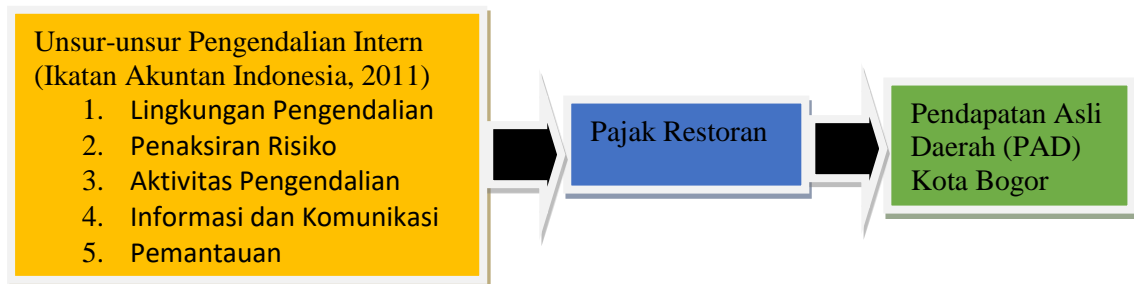 Unsur-unsur Pengendalian Intern
(Ikatan Akuntan Indonesia, 2011)
1. Lingkungan Pengendalian
2. Penaksiran Risiko
3. Aktivitas Pengendalian
4. Informasi dan Komunikasi
5. Pemantauan
Pajak Restoran
Pendapatan Asli
Daerah (PAD)
Kota Bogor